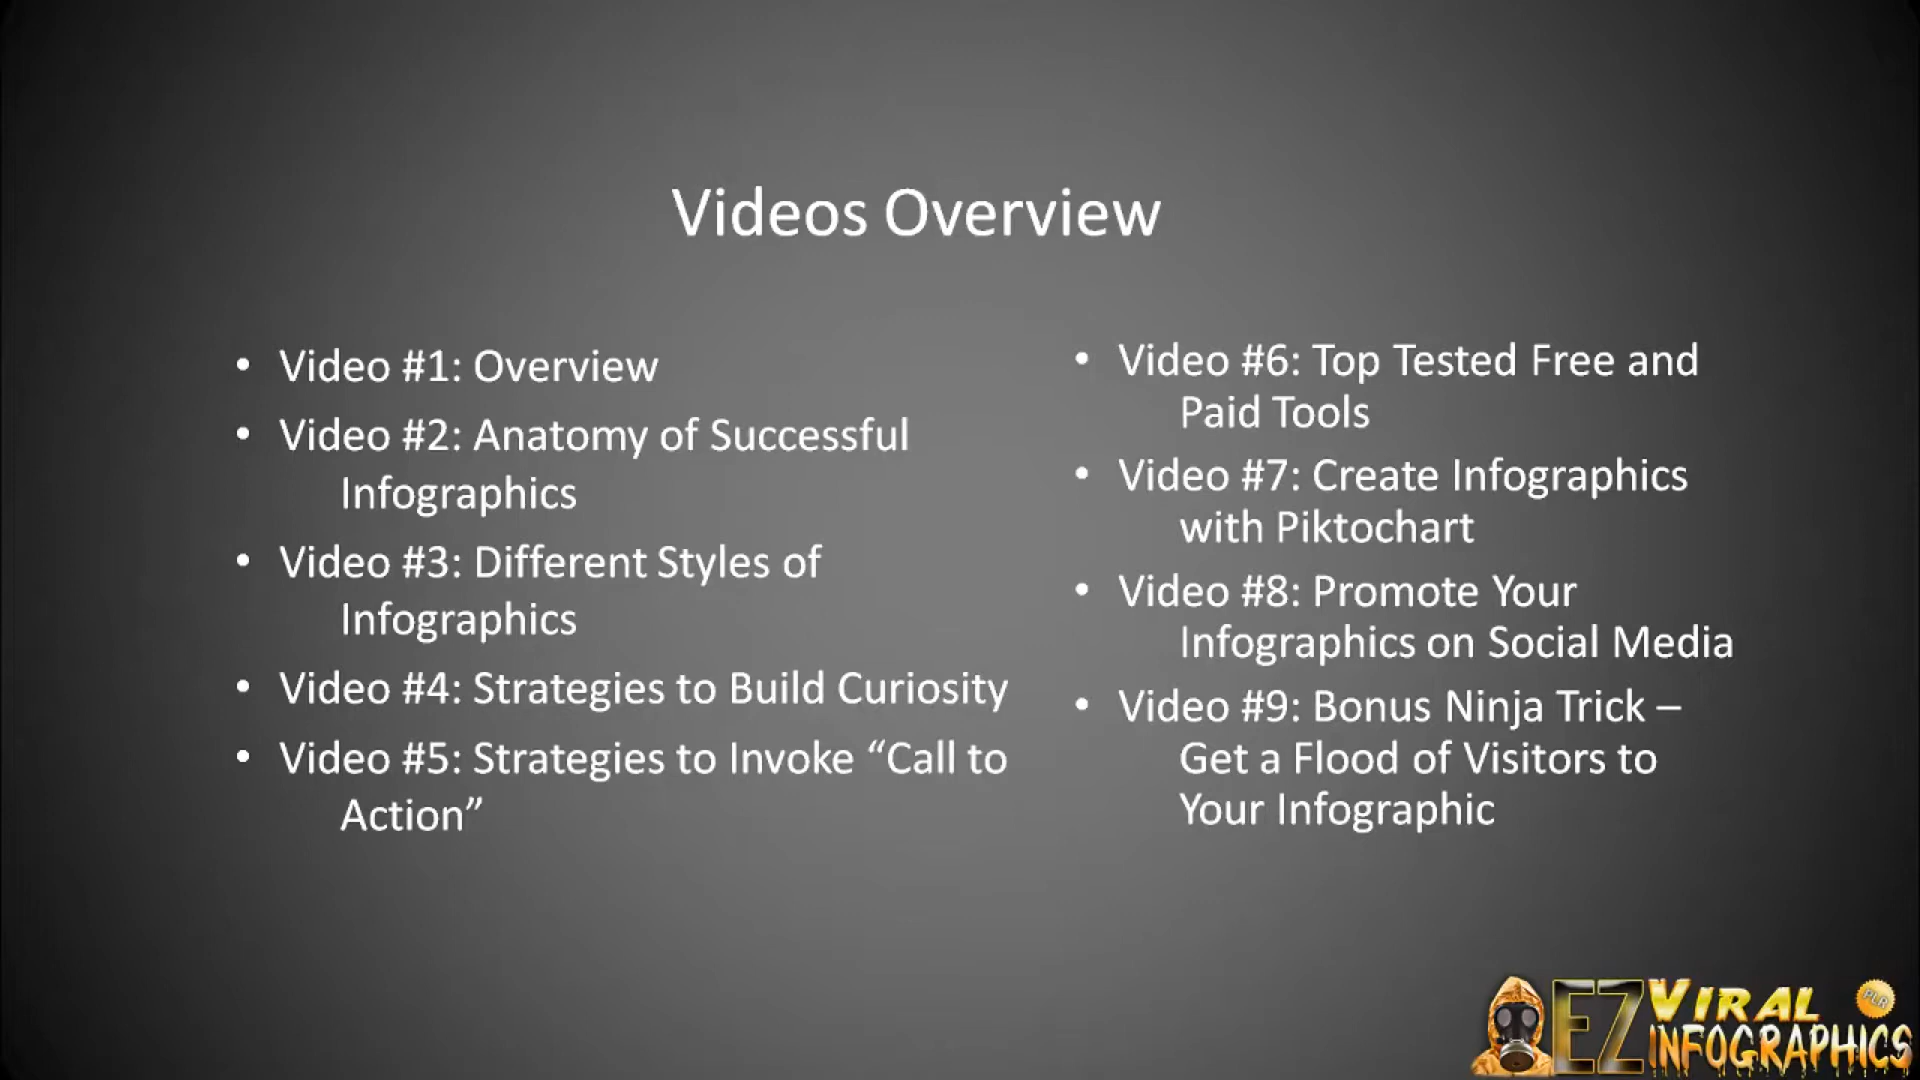 Videos Overview
• Video #1: Overview
• Video #2: Anatomy of Successful
Infographics
• Video #3: Different Styles of
Infographics
• Video #4: Strategies to Build Curiosity
• Video #5: Strategies to Invoke “Call to
Action”
• Video #6: Top Tested Free and
Paid Tools
• Video #7: Create Infographics
with Piktochart
• Video #8: Promote Your
Infographics on Social Media
• Video #9: Bonus Ninja Trick –
Get a Flood of Visitors to
Your Infographic
EZ VIRAL
INFOGRAPHICS
PLR